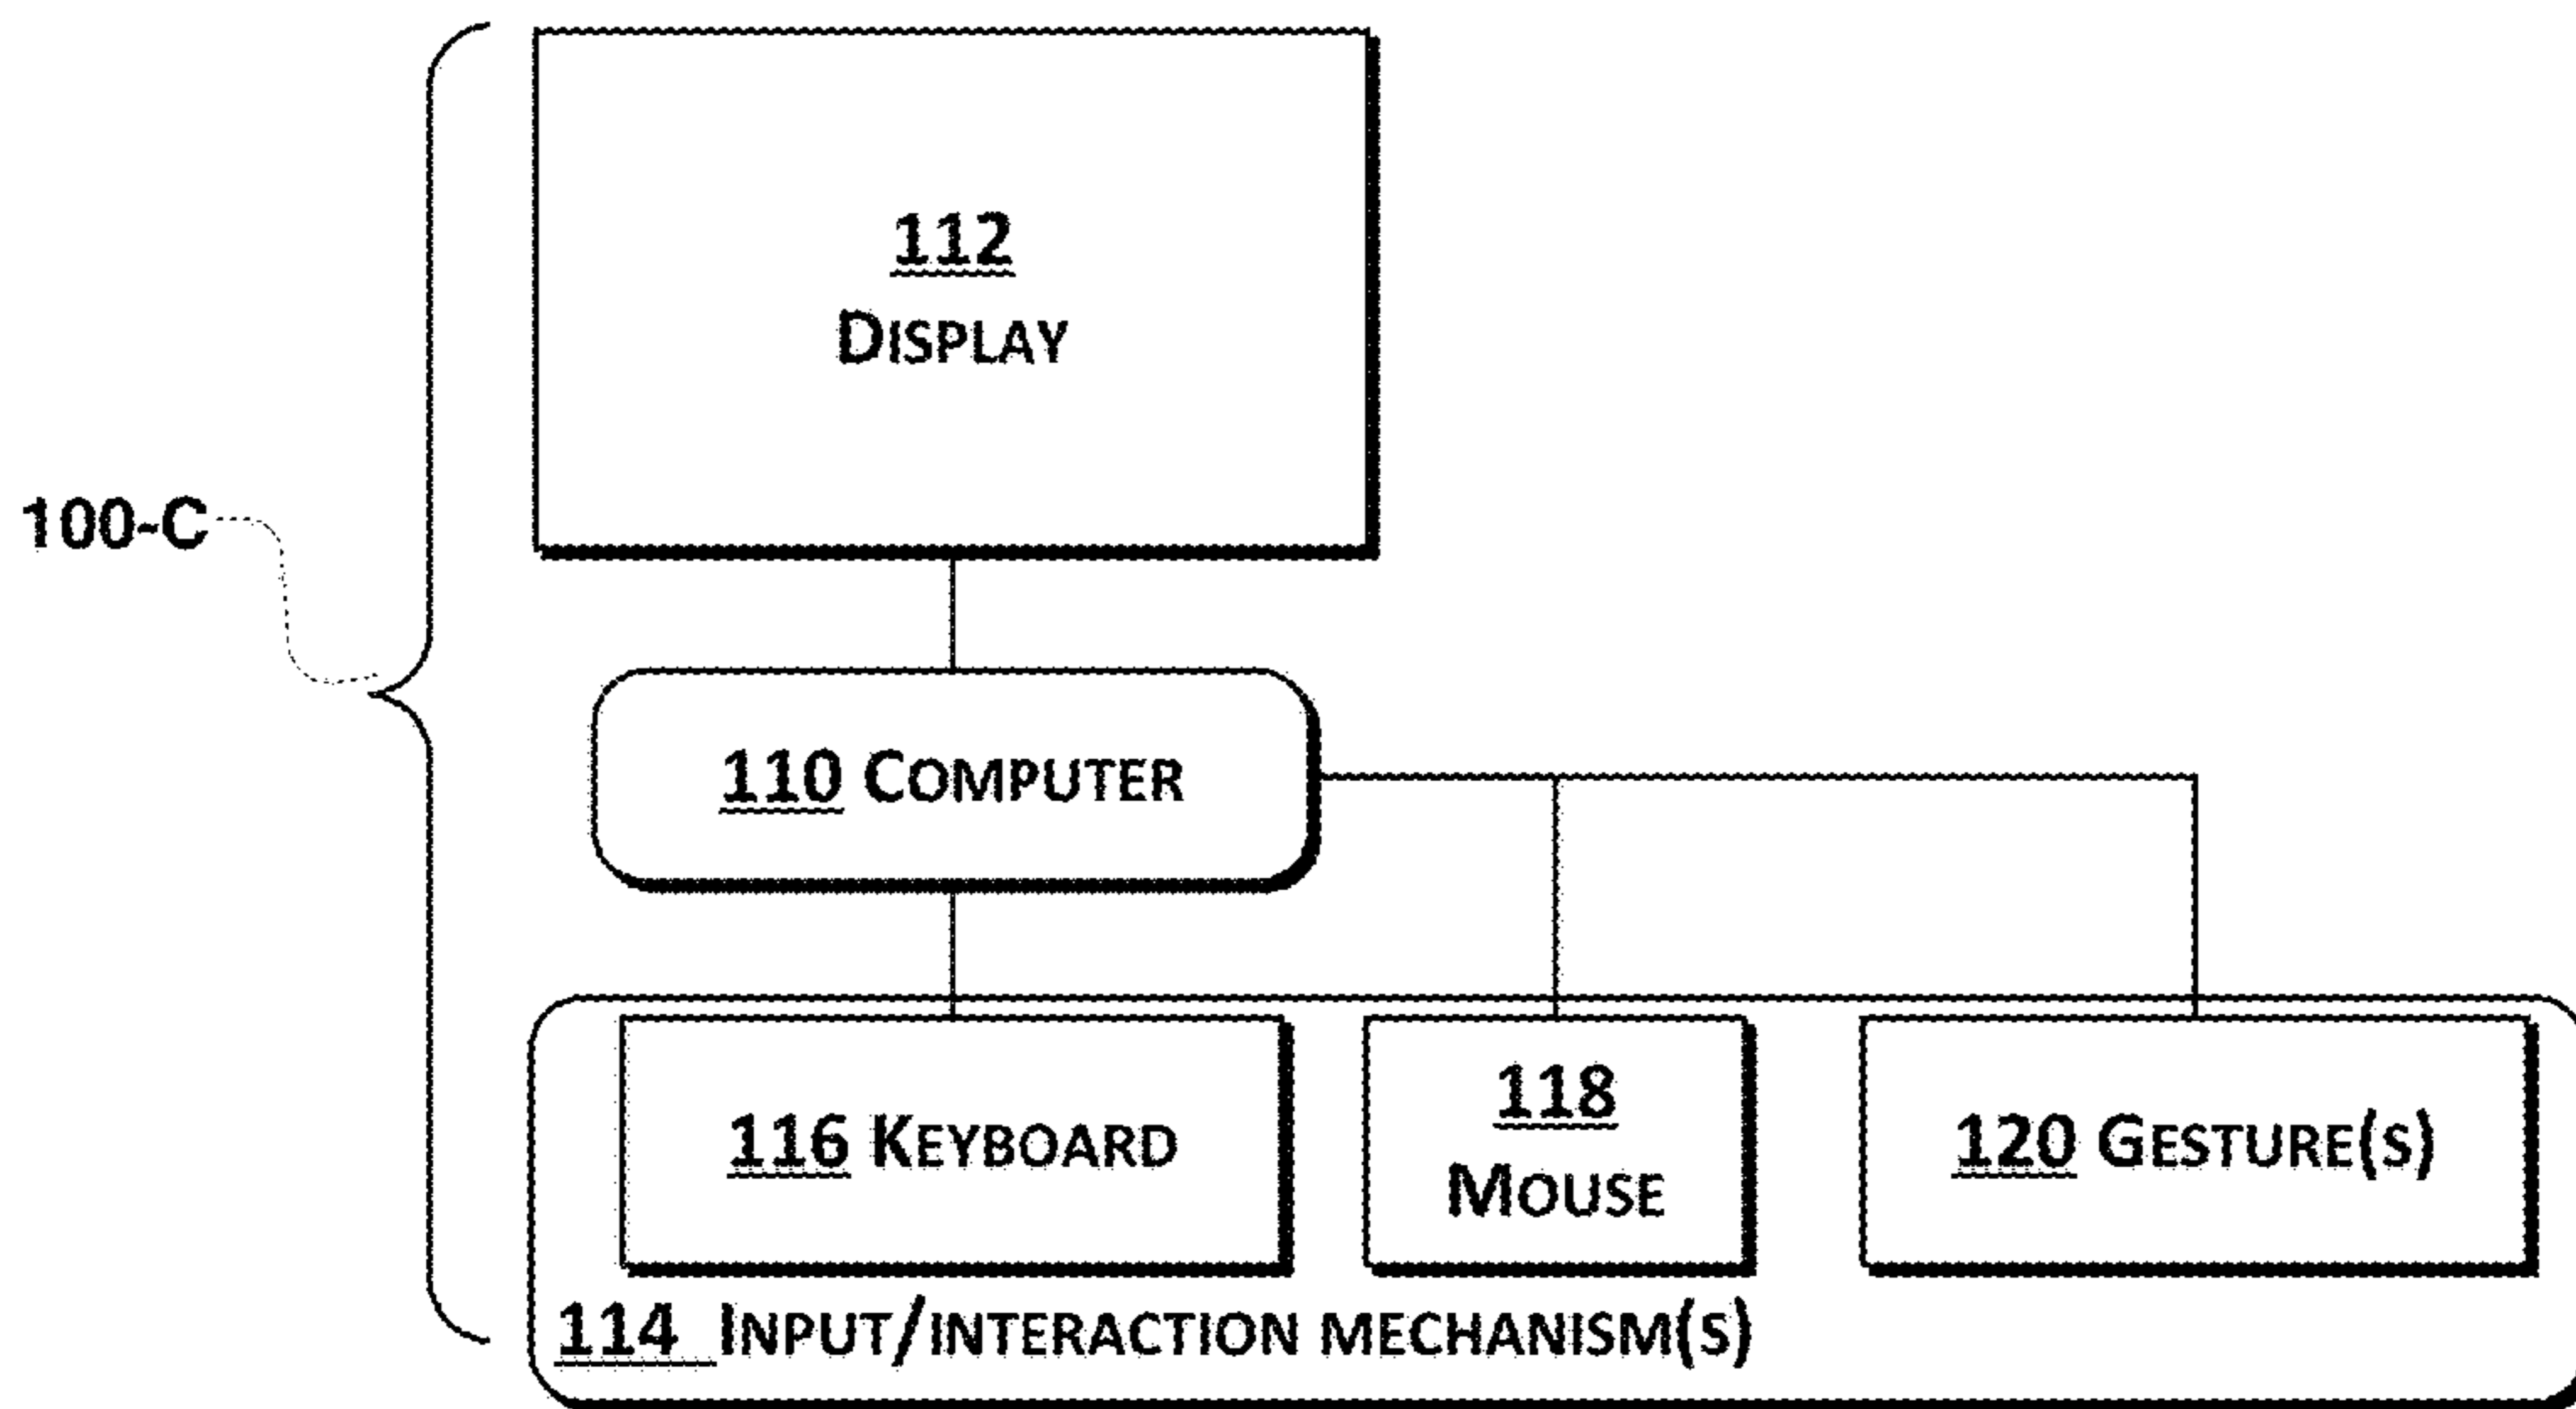 112
DISPLAY
100-C
110 COMPUTER
116 KEYBOARD
118
MOUSE
120 GESTURE(S)
114 INPUT/INTERACTION MECHANISM(S)